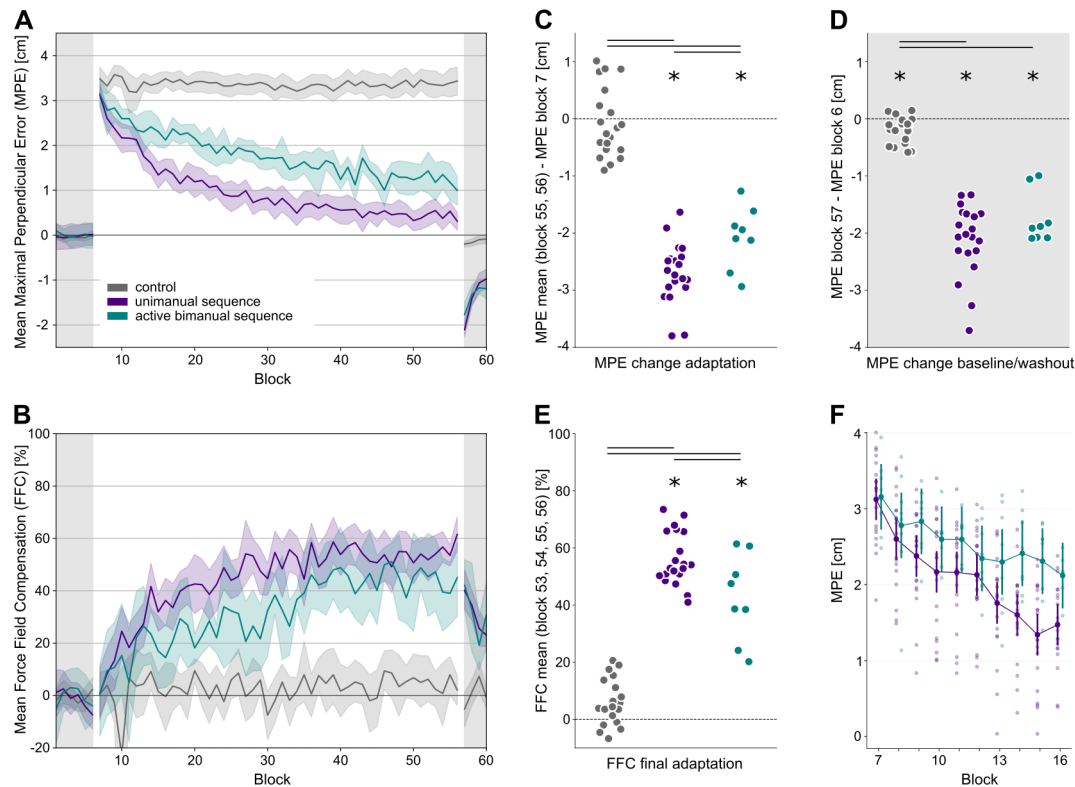 A
Mean Maximal Perpendicular Error (MPE) [cm]
4
3
2
1
0
-1
-2
control
unimanual sequence
active bimanual sequence
10
20
30
40
50
60
Block
C
MPE mean (block 55, 56) - MPE block 7 [cm]
1
0
-1
-2
-3
-4
*
*
MPE change adaptation
D
MPE block 57 - MPE block 6 [cm]
1
0
-1
-2
-3
-4
*
*
*
MPE change baseline/washout
B
Mean Force Field Compensation (FFC) [%]
100
80
60
40
20
0
-20
10
20
30
40
50
60
Block
E
FFC mean (block 53, 54, 55, 56) [%]
100
80
60
40
20
0
*
*
FFC final adaptation
F
MPE [cm]
4
3
2
1
0
7
10
13
16
Block